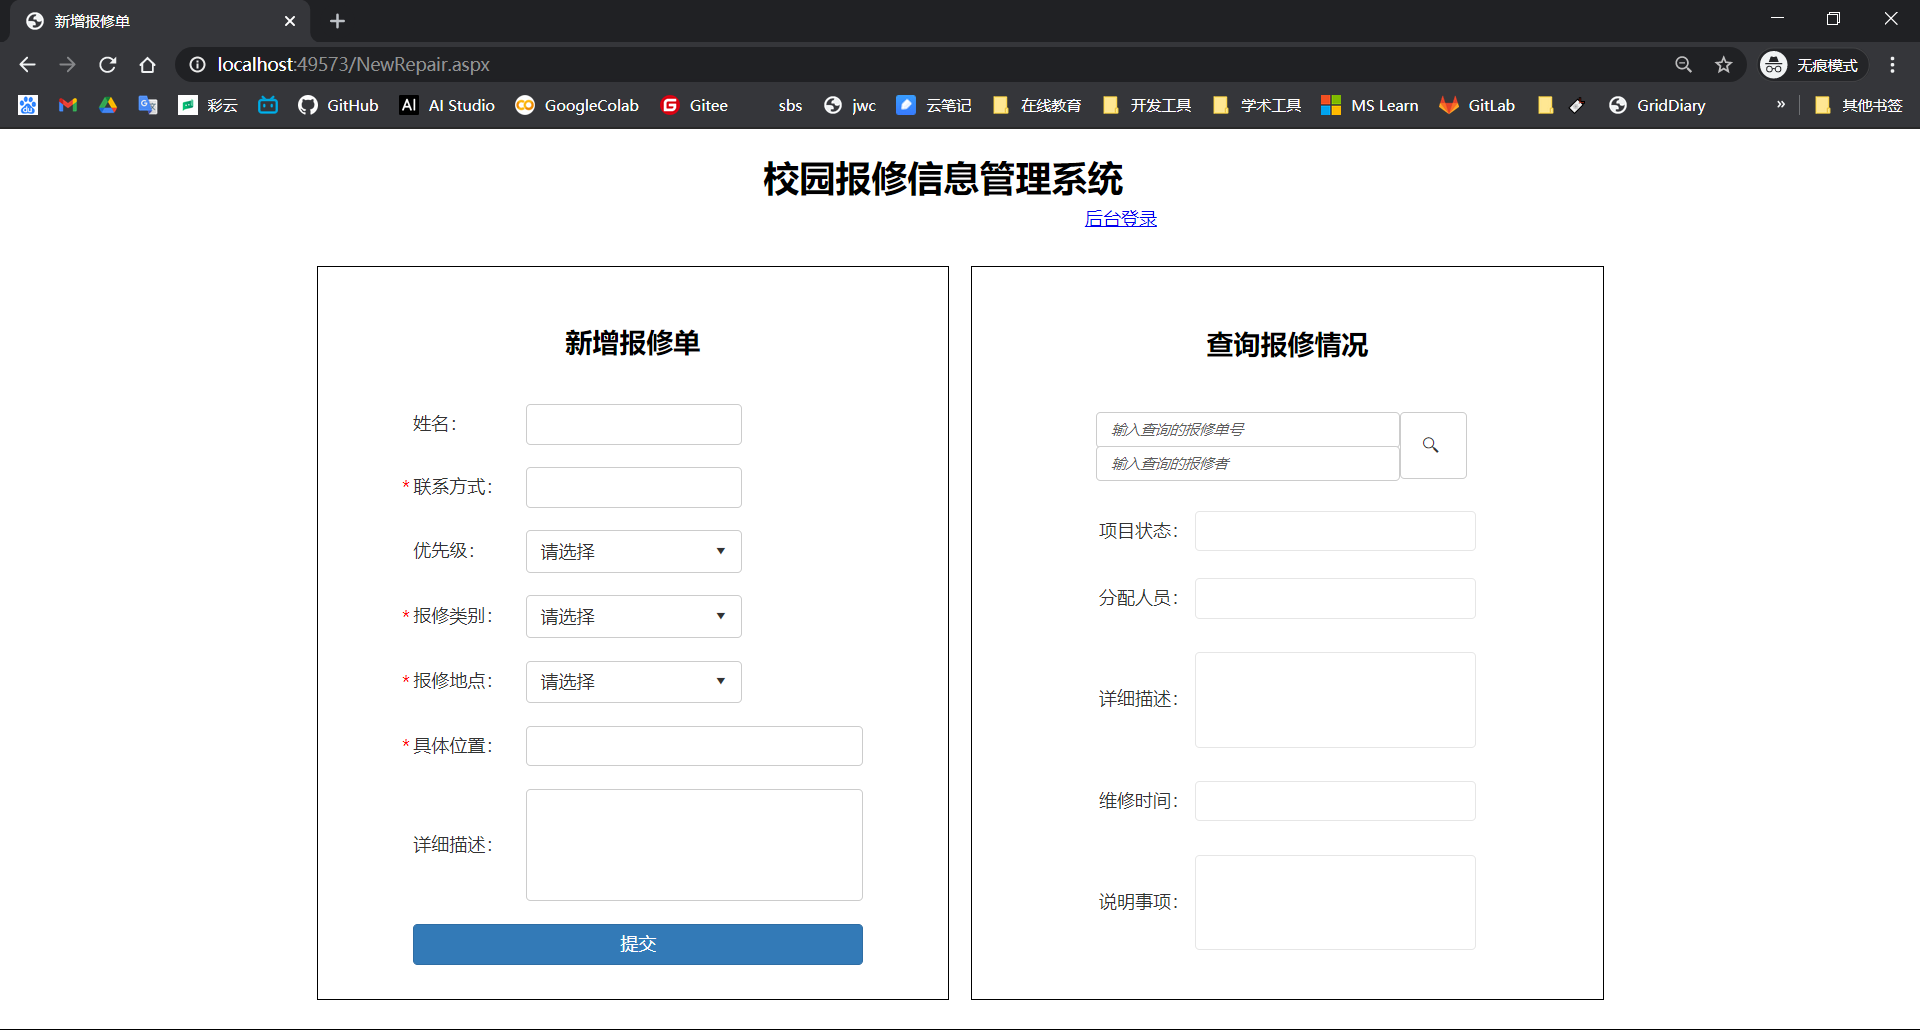 新增报修单
localhost:49573/NewRepair.aspx
无痕模式
彩云 GitHub AI AI Studio GoogleColab Gitee sbs jwc 云笔记 在线教育 开发工具 学术工具 MS Learn GitLab GridDiary » 其他书签
校园报修信息管理系统
后台登录
新增报修单
姓名：
*联系方式：
优先级： 请选择
*报修类别： 请选择
*报修地点： 请选择
*具体位置：
详细描述：
提交
查询报修情况
输入查询的报修单号
输入查询的报修者
项目状态：
分配人员：
详细描述：
维修时间：
说明事项：